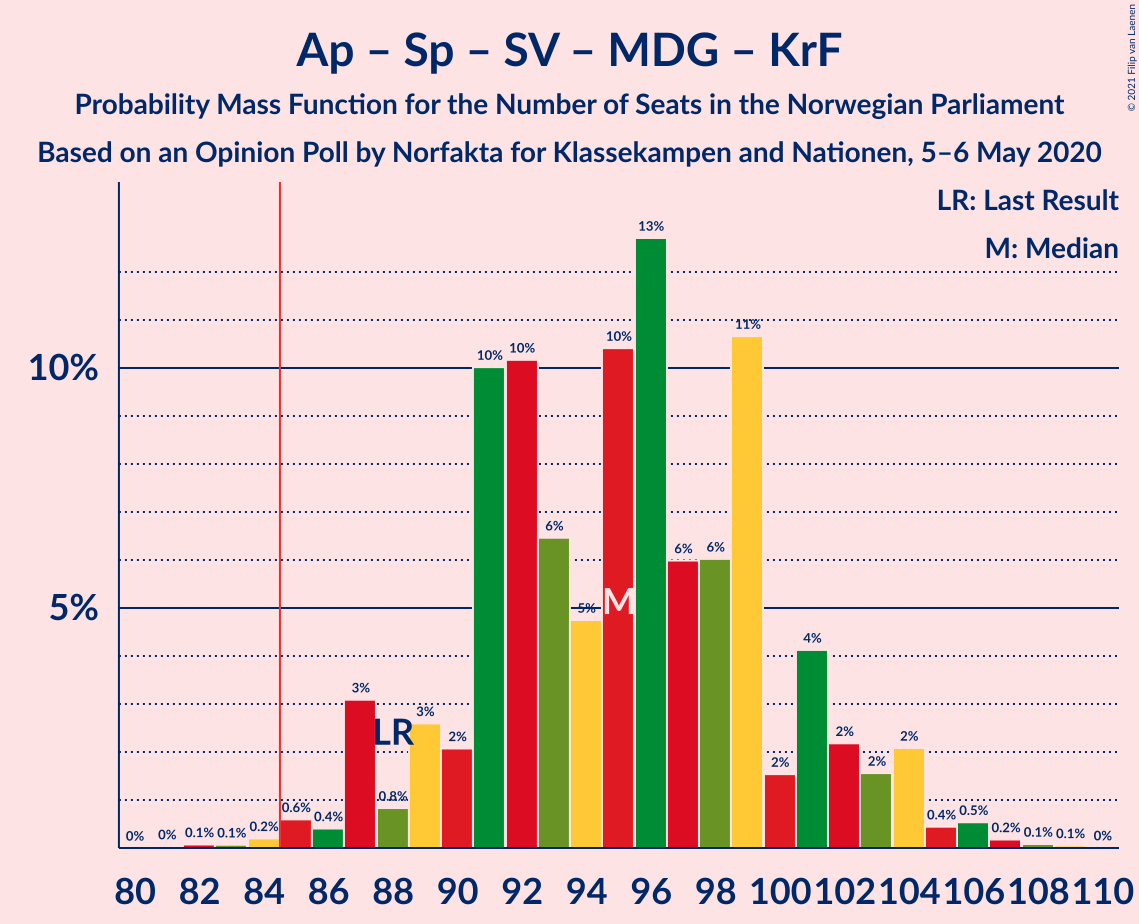 Ap – Sp – SV – MDG – KrF
Probability Mass Function for the Number of Seats in the Norwegian Parliament
Based on an Opinion Poll by Norfakta for Klassekampen and Nationen, 5–6 May 2020
© 2021 Filip van Laenen
LR: Last Result
M: Median
10%
5%
0% 0% 0.1% 0.1% 0.2% 0.6% 0.4% 3% 0.8% 3% 2% 10% 10% 6% 5% 10% 13% 6% 6% 11% 2% 4% 2% 2% 2% 0.4% 0.5% 0.2% 0.1% 0.1% 0%
LR
M
80 82 84 86 88 90 92 94 96 98 100 102 104 106 108 110